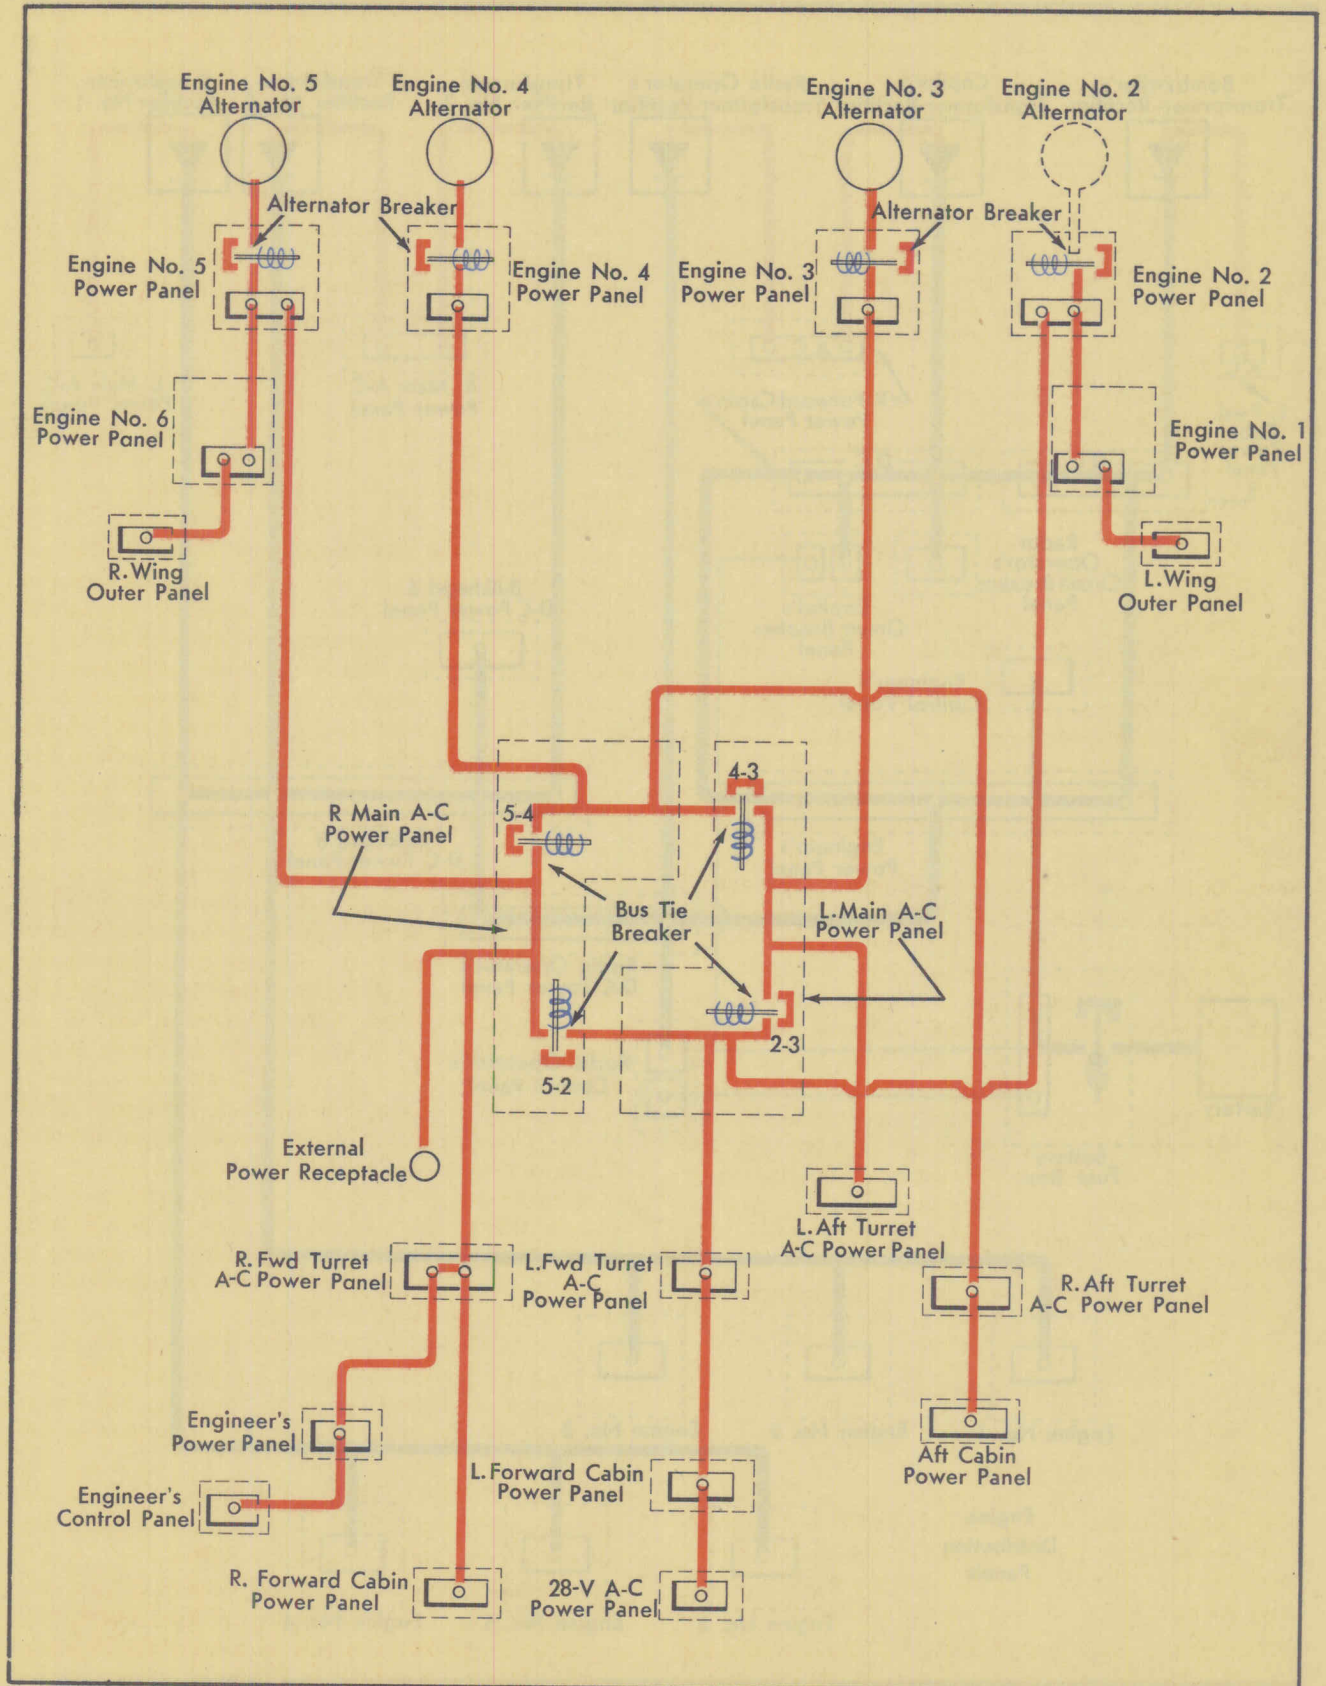 Engine No. 5
Alternator
Engine No. 4
Alternator
Engine No. 3
Alternator
Engine No. 2
Alternator
Alternator Breaker
Alternator Breaker
Engine No. 5
Power Panel
Engine No. 4
Power Panel
Engine No. 3
Power Panel
Engine No. 2
Power Panel
Engine No. 6
Power Panel
Engine No. 1
Power Panel
R. Wing
Outer Panel
L. Wing
Outer Panel
4-3
5-4
R Main A-C
Power Panel
Bus Tie
Breaker
L. Main A-C
Power Panel
2-3
5-2
External
Power Receptacle
L. Aft Turret
A-C Power Panel
R. Fwd Turret
A-C Power Panel
L. Fwd Turret
A-C
Power Panel
R. Aft Turret
A-C Power Panel
Engineer's
Power Panel
Aft Cabin
Power Panel
L. Forward Cabin
Power Panel
Engineer's
Control Panel
R. Forward Cabin
Power Panel
28-V A-C
Power Panel